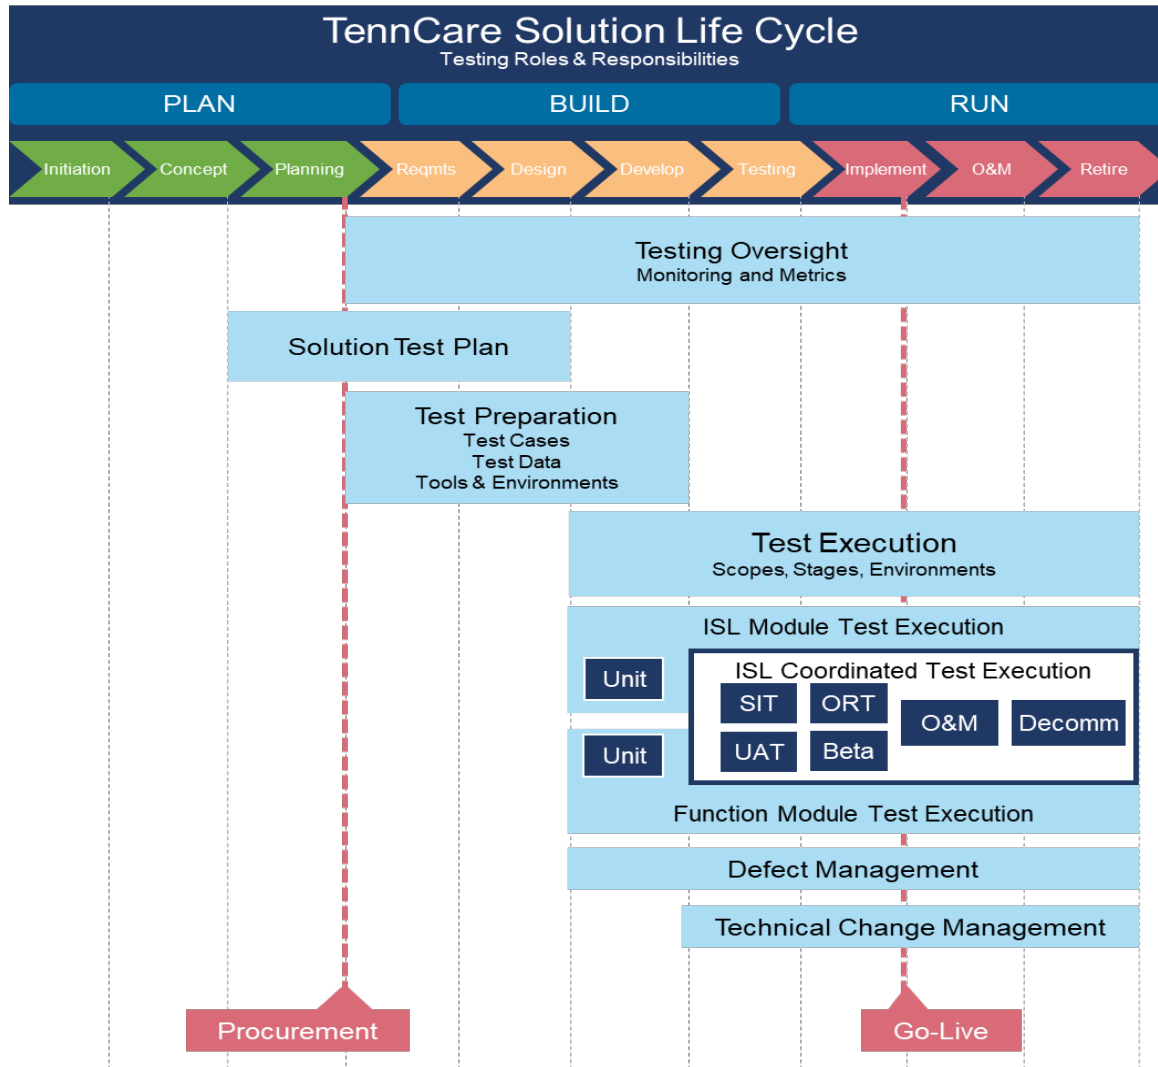 TennCare Solution Life Cycle
Testing Roles & Responsibilities
PLAN
BUILD
RUN
Initiation
Concept
Planning
Reqmts
Design
Develop
Testing
Implement
O&M
Retire
Testing Oversight
Monitoring and Metrics
Solution Test Plan
Test Preparation
Test Cases
Test Data
Tools & Environments
Test Execution
Scopes, Stages, Environments
ISL Module Test Execution
Unit
ISL Coordinated Test Execution
SIT
ORT
O&M
Decomm
UAT
Beta
Unit
Function Module Test Execution
Defect Management
Technical Change Management
Procurement
Go-Live